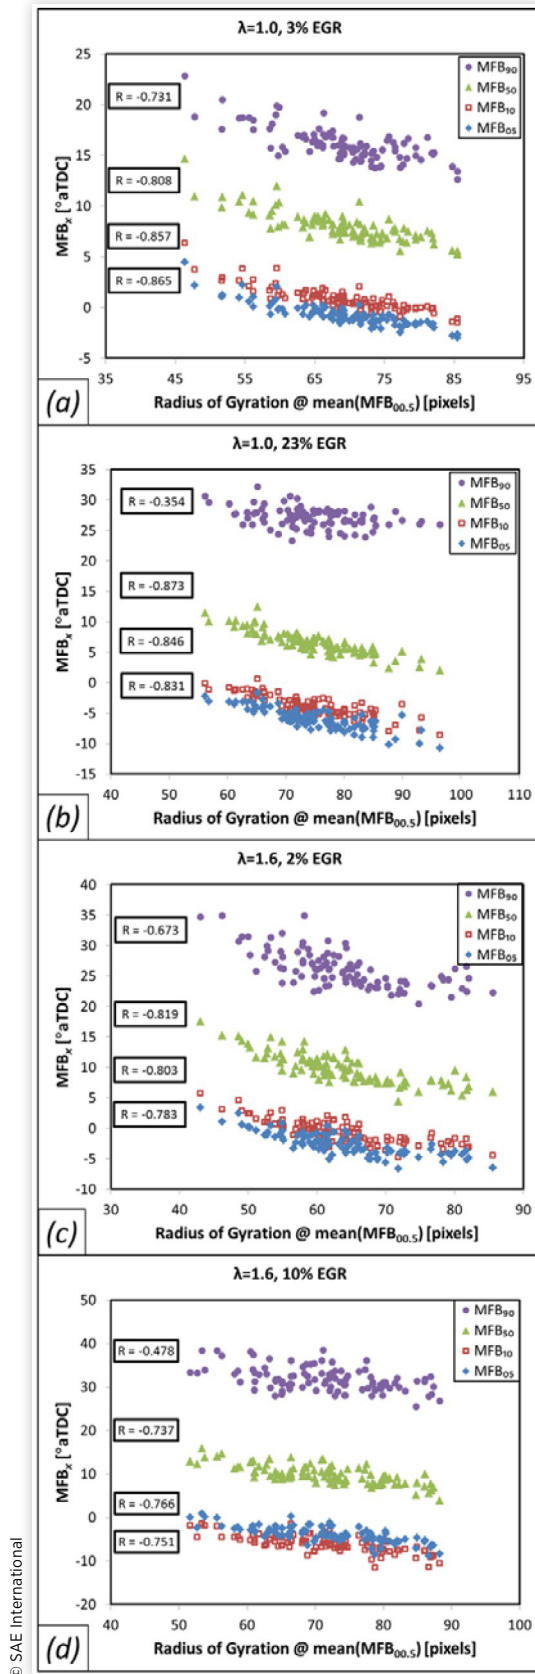 λ=1.0, 3% EGR
25
20
15
10
5
0
-5
35 45 55 65 75 85 95
MFBₓ [°aTDC]
R = -0.731
R = -0.808
R = -0.857
R = -0.865
MFB₉₀
MFB₅₀
MFB₁₀
MFB₀₅
(a)
Radius of Gyration @ mean(MFB₀₀.₅) [pixels]
λ=1.0, 23% EGR
35
30
25
20
15
10
5
0
-5
-10
-15
40 50 60 70 80 90 100 110
MFBₓ [°aTDC]
R = -0.354
R = -0.873
R = -0.846
R = -0.831
MFB₉₀
MFB₅₀
MFB₁₀
MFB₀₅
(b)
Radius of Gyration @ mean(MFB₀₀.₅) [pixels]
λ=1.6, 2% EGR
40
35
30
25
20
15
10
5
0
-5
-10
30 40 50 60 70 80 90
MFBₓ [°aTDC]
R = -0.673
R = -0.819
R = -0.803
R = -0.783
MFB₉₀
MFB₅₀
MFB₁₀
MFB₀₅
(c)
Radius of Gyration @ mean(MFB₀₀.₅) [pixels]
λ=1.6, 10% EGR
50
40
30
20
10
0
-10
-20
40 50 60 70 80 90 100
MFBₓ [°aTDC]
R = -0.478
R = -0.737
R = -0.766
R = -0.751
MFB₉₀
MFB₅₀
MFB₁₀
MFB₀₅
(d)
Radius of Gyration @ mean(MFB₀₀.₅) [pixels]
© SAE International